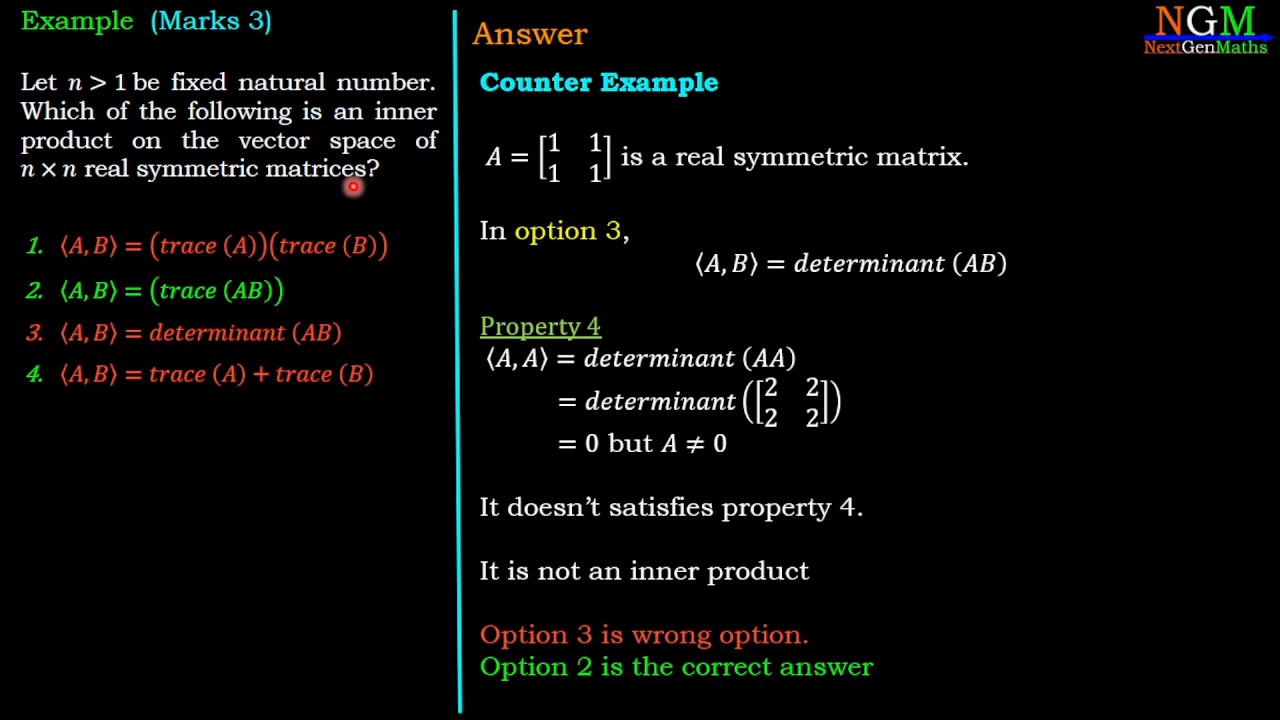 Example (Marks 3)
Let n > 1 be fixed natural number.
Which of the following is an inner
product on the vector space of
n × n real symmetric matrices?
1. ⟨A, B⟩ = (trace (A))(trace (B))
2. ⟨A, B⟩ = (trace (AB))
3. ⟨A, B⟩ = determinant (AB)
4. ⟨A, B⟩ = trace (A) + trace (B)
Answer
Counter Example
A = [1 1
1 1] is a real symmetric matrix.
In option 3,
⟨A, B⟩ = determinant (AB)
Property 4
⟨A, A⟩ = determinant (AA)
= determinant ([2 2
2 2])
= 0 but A ≠ 0
It doesn't satisfies property 4.
It is not an inner product
Option 3 is wrong option.
Option 2 is the correct answer
NGM
NextGenMaths